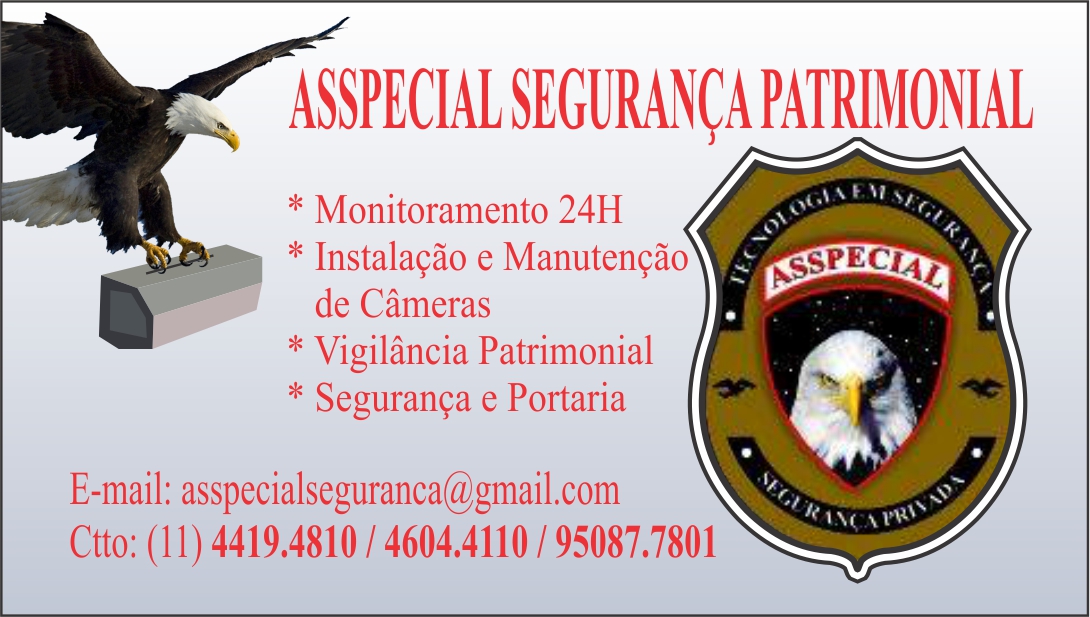 ASSPECIAL SEGURANÇA PATRIMONIAL
* Monitoramento 24H
* Instalação e Manutenção
de Câmeras
* Vigilância Patrimonial
* Segurança e Portaria
E-mail: asspecialseguranca@gmail.com
Ctto: (11) 4419.4810 / 4604.4110 / 95087.7801
TECNOLOGIA EM SEGURANÇA
ASSPECIAL
SEGURANÇA PRIVADA